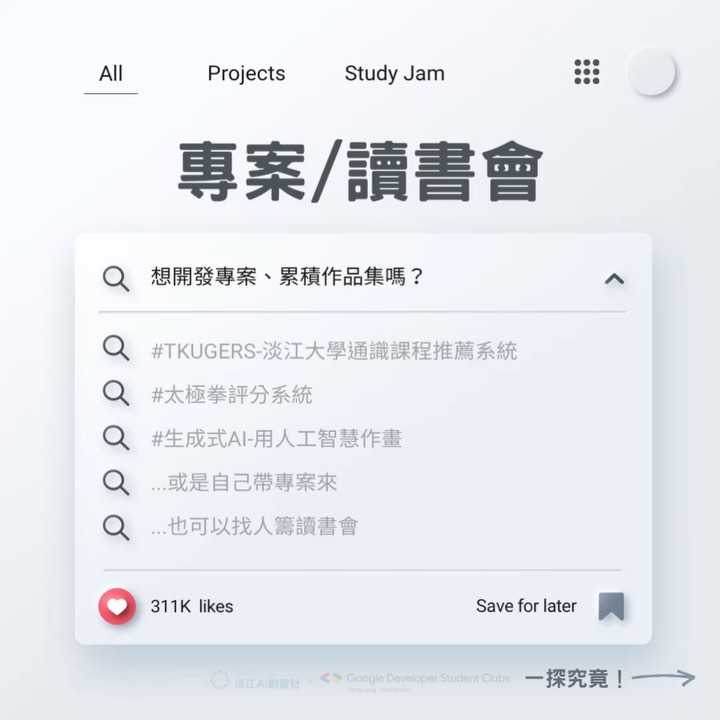 All
Projects
Study Jam
專案/讀書會
想開發專案、累積作品集嗎？
#TKUGERS-淡江大學通識課程推薦系統
#太極拳評分系統
#生成式AI-用人工智慧作畫
...或是自己帶專案來
...也可以找人籌讀書會
311K likes
Save for later
淡江AI創智社 × Google Developer Student Clubs
Tamkang University
一探究竟！